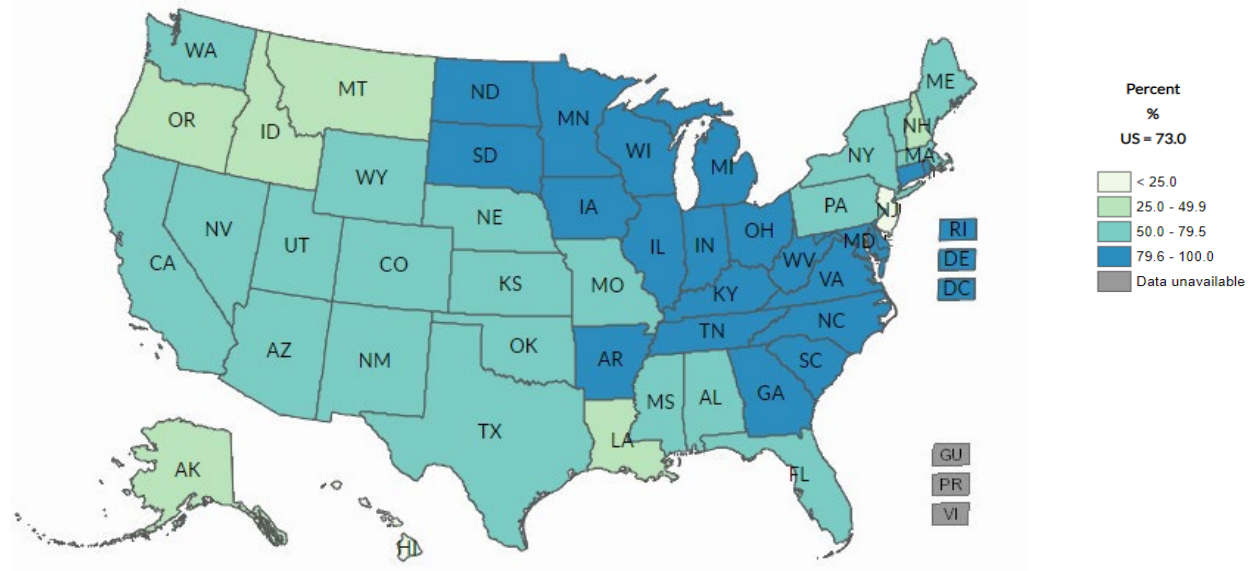 WA
MT
ND
MN
ME
OR
ID
NH
WI
NY
MA
SD
MI
WY
PA
NE
IA
NJ
NV
UT
OH
IL
IN
MD
CA
CO
WV
VA
KS
MO
KY
NC
TN
AZ
NM
OK
AR
SC
MS
AL
GA
TX
LA
AK
FL
HI
RI
DE
DC
GU
PR
VI
Percent
%
US = 73.0
< 25.0
25.0 - 49.9
50.0 - 79.5
79.6 - 100.0
Data unavailable